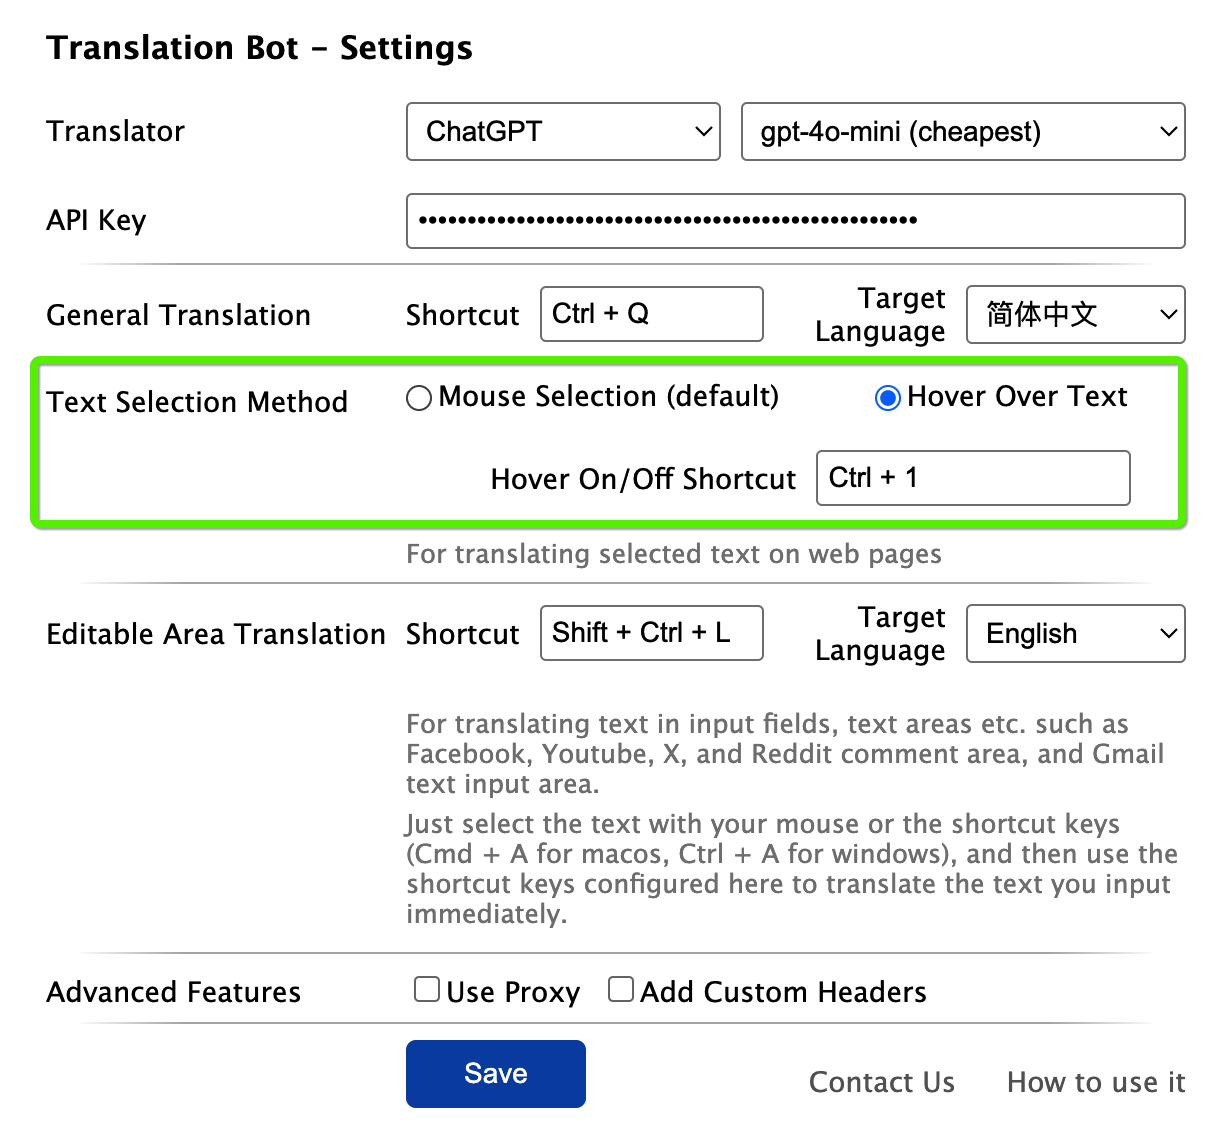 Translation Bot – Settings
Translator ChatGPT gpt-4o-mini (cheapest)
API Key ••••••••••••••••••••••••••••••••••••••••••••••••••
General Translation Shortcut Ctrl + Q Target Language 简体中文
Text Selection Method Mouse Selection (default) Hover Over Text
Hover On/Off Shortcut Ctrl + 1
For translating selected text on web pages
Editable Area Translation Shortcut Shift + Ctrl + L Target Language English
For translating text in input fields, text areas etc. such as
Facebook, Youtube, X, and Reddit comment area, and Gmail
text input area.
Just select the text with your mouse or the shortcut keys
(Cmd + A for macos, Ctrl + A for windows), and then use the
shortcut keys configured here to translate the text you input
immediately.
Advanced Features Use Proxy Add Custom Headers
Save Contact Us How to use it